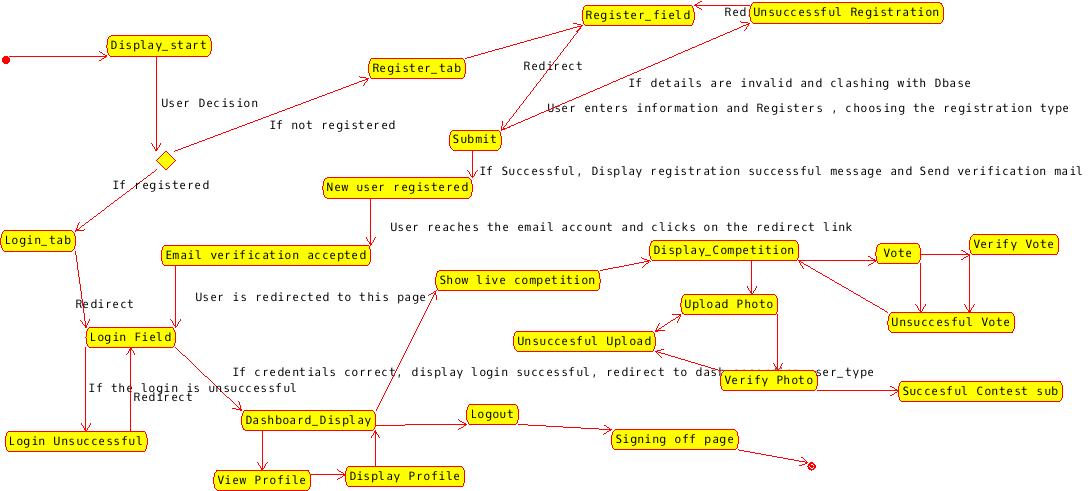 Register_field
Red
Unsuccessful Registration
Display_start
Register_tab
Redirect
If details are invalid and clashing with Dbase
User Decision
User enters information and Registers , choosing the registration type
If not registered
Submit
If Successful, Display registration successful message and Send verification mail
If registered
New user registered
User reaches the email account and clicks on the redirect link
Login_tab
Display_Competition
Vote
Verify Vote
Email verification accepted
Show live competition
User is redirected to this page
Redirect
Upload Photo
Unsuccesful Vote
Login Field
Unsuccesful Upload
If credentials correct, display login successful, redirect to
Verify Photo
If the login is unsuccessful
Redirect
Succesful Contest sub
Dashboard_Display
Logout
Login Unsuccessful
Signing off page
View Profile
Display Profile